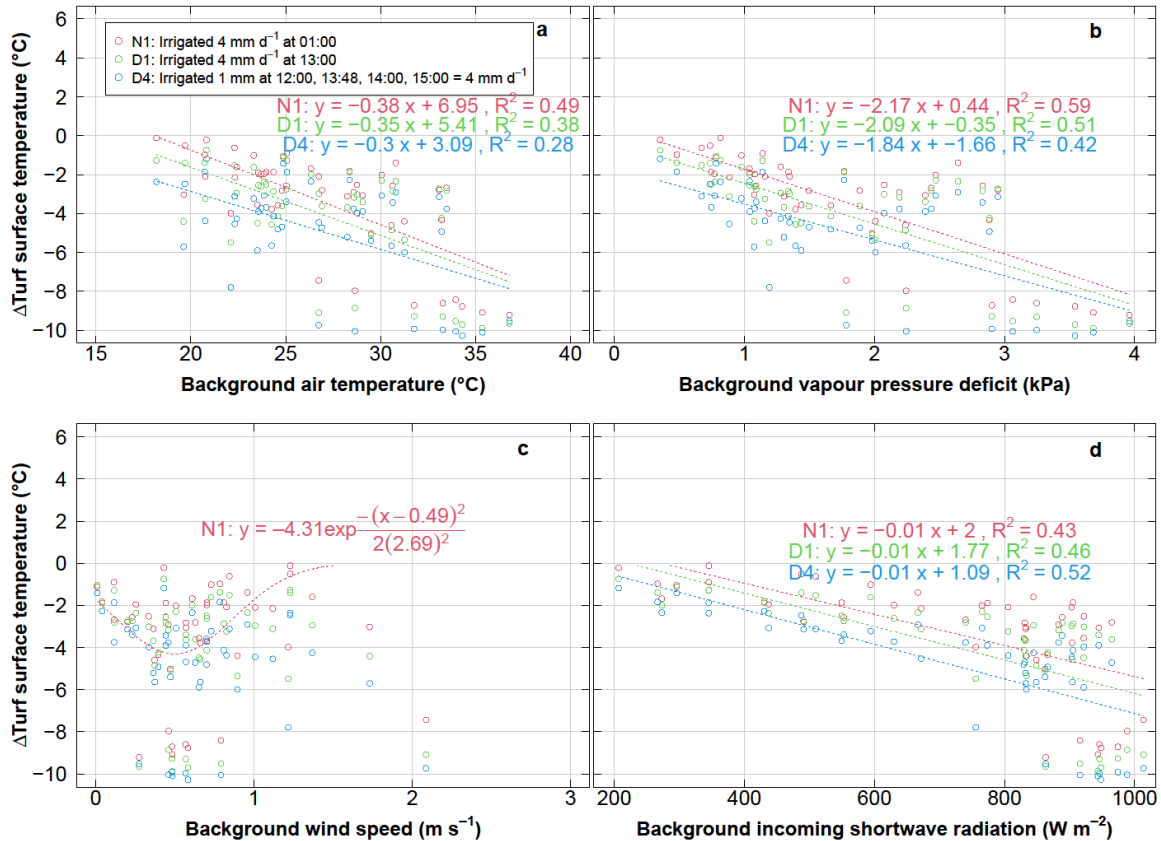 ΔTurf surface temperature (°C)
6
4
2
0
−2
−4
−6
−8
−10
a
N1: Irrigated 4 mm d⁻¹ at 01:00
D1: Irrigated 4 mm d⁻¹ at 13:00
D4: Irrigated 1 mm at 12:00, 13:48, 14:00, 15:00 = 4 mm d⁻¹
N1: y = −0.38 x + 6.95 , R² = 0.49
D1: y = −0.35 x + 5.41 , R² = 0.38
D4: y = −0.3 x + 3.09 , R² = 0.28
15 20 25 30 35 40
Background air temperature (°C)
b
N1: y = −2.17 x + 0.44 , R² = 0.59
D1: y = −2.09 x + −0.35 , R² = 0.51
D4: y = −1.84 x + −1.66 , R² = 0.42
0 1 2 3 4
Background vapour pressure deficit (kPa)
ΔTurf surface temperature (°C)
6
4
2
0
−2
−4
−6
−8
−10
c
N1: y = −4.31exp −(x−0.49)² / 2(2.69)²
0 1 2 3
Background wind speed (m s⁻¹)
d
N1: y = −0.01 x + 2 , R² = 0.43
D1: y = −0.01 x + 1.77 , R² = 0.46
D4: y = −0.01 x + 1.09 , R² = 0.52
200 400 600 800 1000
Background incoming shortwave radiation (W m⁻²)